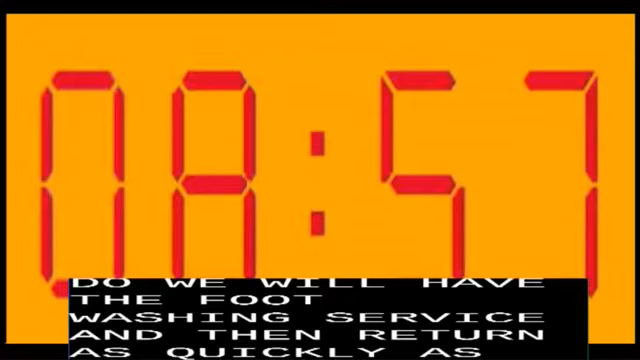 08:57
DO WE WILL HAVE
THE FOOT
WASHING SERVICE
AND THEN RETURN
AS QUICKLY AS